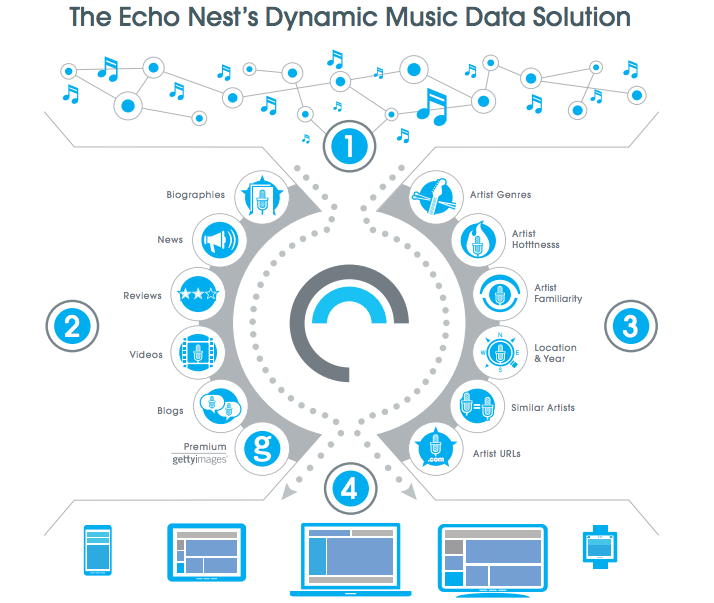 The Echo Nest's Dynamic Music Data Solution
1
Biographies
News
Reviews
Videos
Blogs
Premium
gettyimages®
2
Artist Genres
Artist
Hotttnesss
Artist
Familiarity
N
W E
S
Location
& Year
Similar Artists
Artist URLs
3
g
.com
4